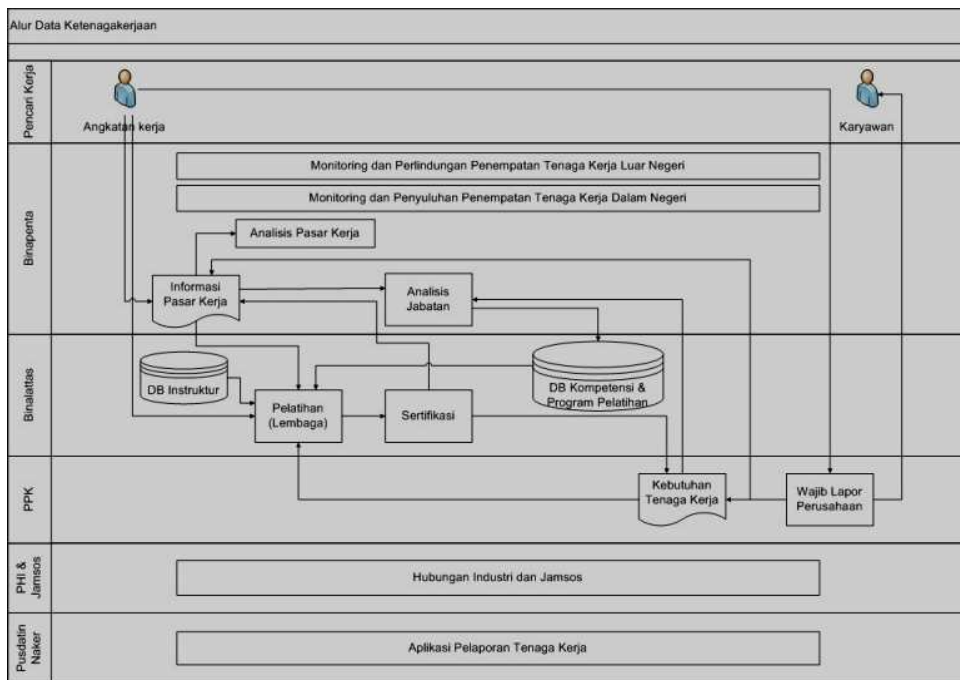 Alur Data Ketenagakerjaan
Pencari Kerja
Angkatan kerja
Karyawan
Binapenta
Monitoring dan Perlindungan Penempatan Tenaga Kerja Luar Negeri
Monitoring dan Penyuluhan Penempatan Tenaga Kerja Dalam Negeri
Analisis Pasar Kerja
Informasi
Pasar Kerja
Analisis
Jabatan
Binalattas
DB Instruktur
Pelatihan
(Lembaga)
Sertifikasi
DB Kompetensi &
Program Pelatihan
PPK
Kebutuhan
Tenaga Kerja
Wajib Lapor
Perusahaan
PHI &
Jamsos
Hubungan Industri dan Jamsos
Pusdatin
Naker
Aplikasi Pelaporan Tenaga Kerja